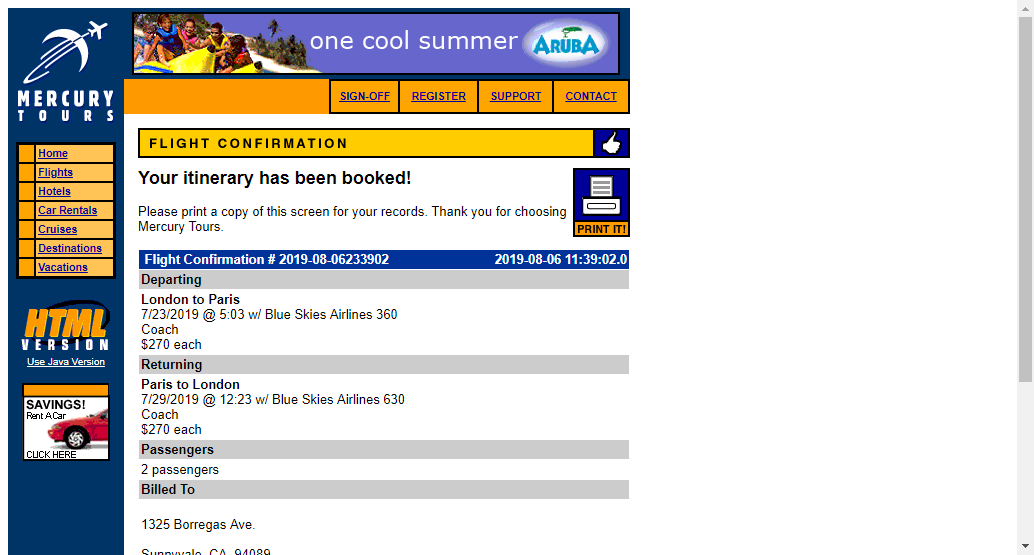 one cool summer ARUBA
MERCURY
TOURS
SIGN-OFF REGISTER SUPPORT CONTACT
Home
Flights
Hotels
Car Rentals
Cruises
Destinations
Vacations
HTML
VERSION
Use Java Version
SAVINGS!
Rent A Car
CLICK HERE
FLIGHT CONFIRMATION
Your itinerary has been booked!
Please print a copy of this screen for your records. Thank you for choosing
Mercury Tours.
PRINT IT!
Flight Confirmation # 2019-08-06233902 2019-08-06 11:39:02.0
Departing
London to Paris
7/23/2019 @ 5:03 w/ Blue Skies Airlines 360
Coach
$270 each
Returning
Paris to London
7/29/2019 @ 12:23 w/ Blue Skies Airlines 630
Coach
$270 each
Passengers
2 passengers
Billed To
1325 Borregas Ave.
Sunnyvale, CA, 94089